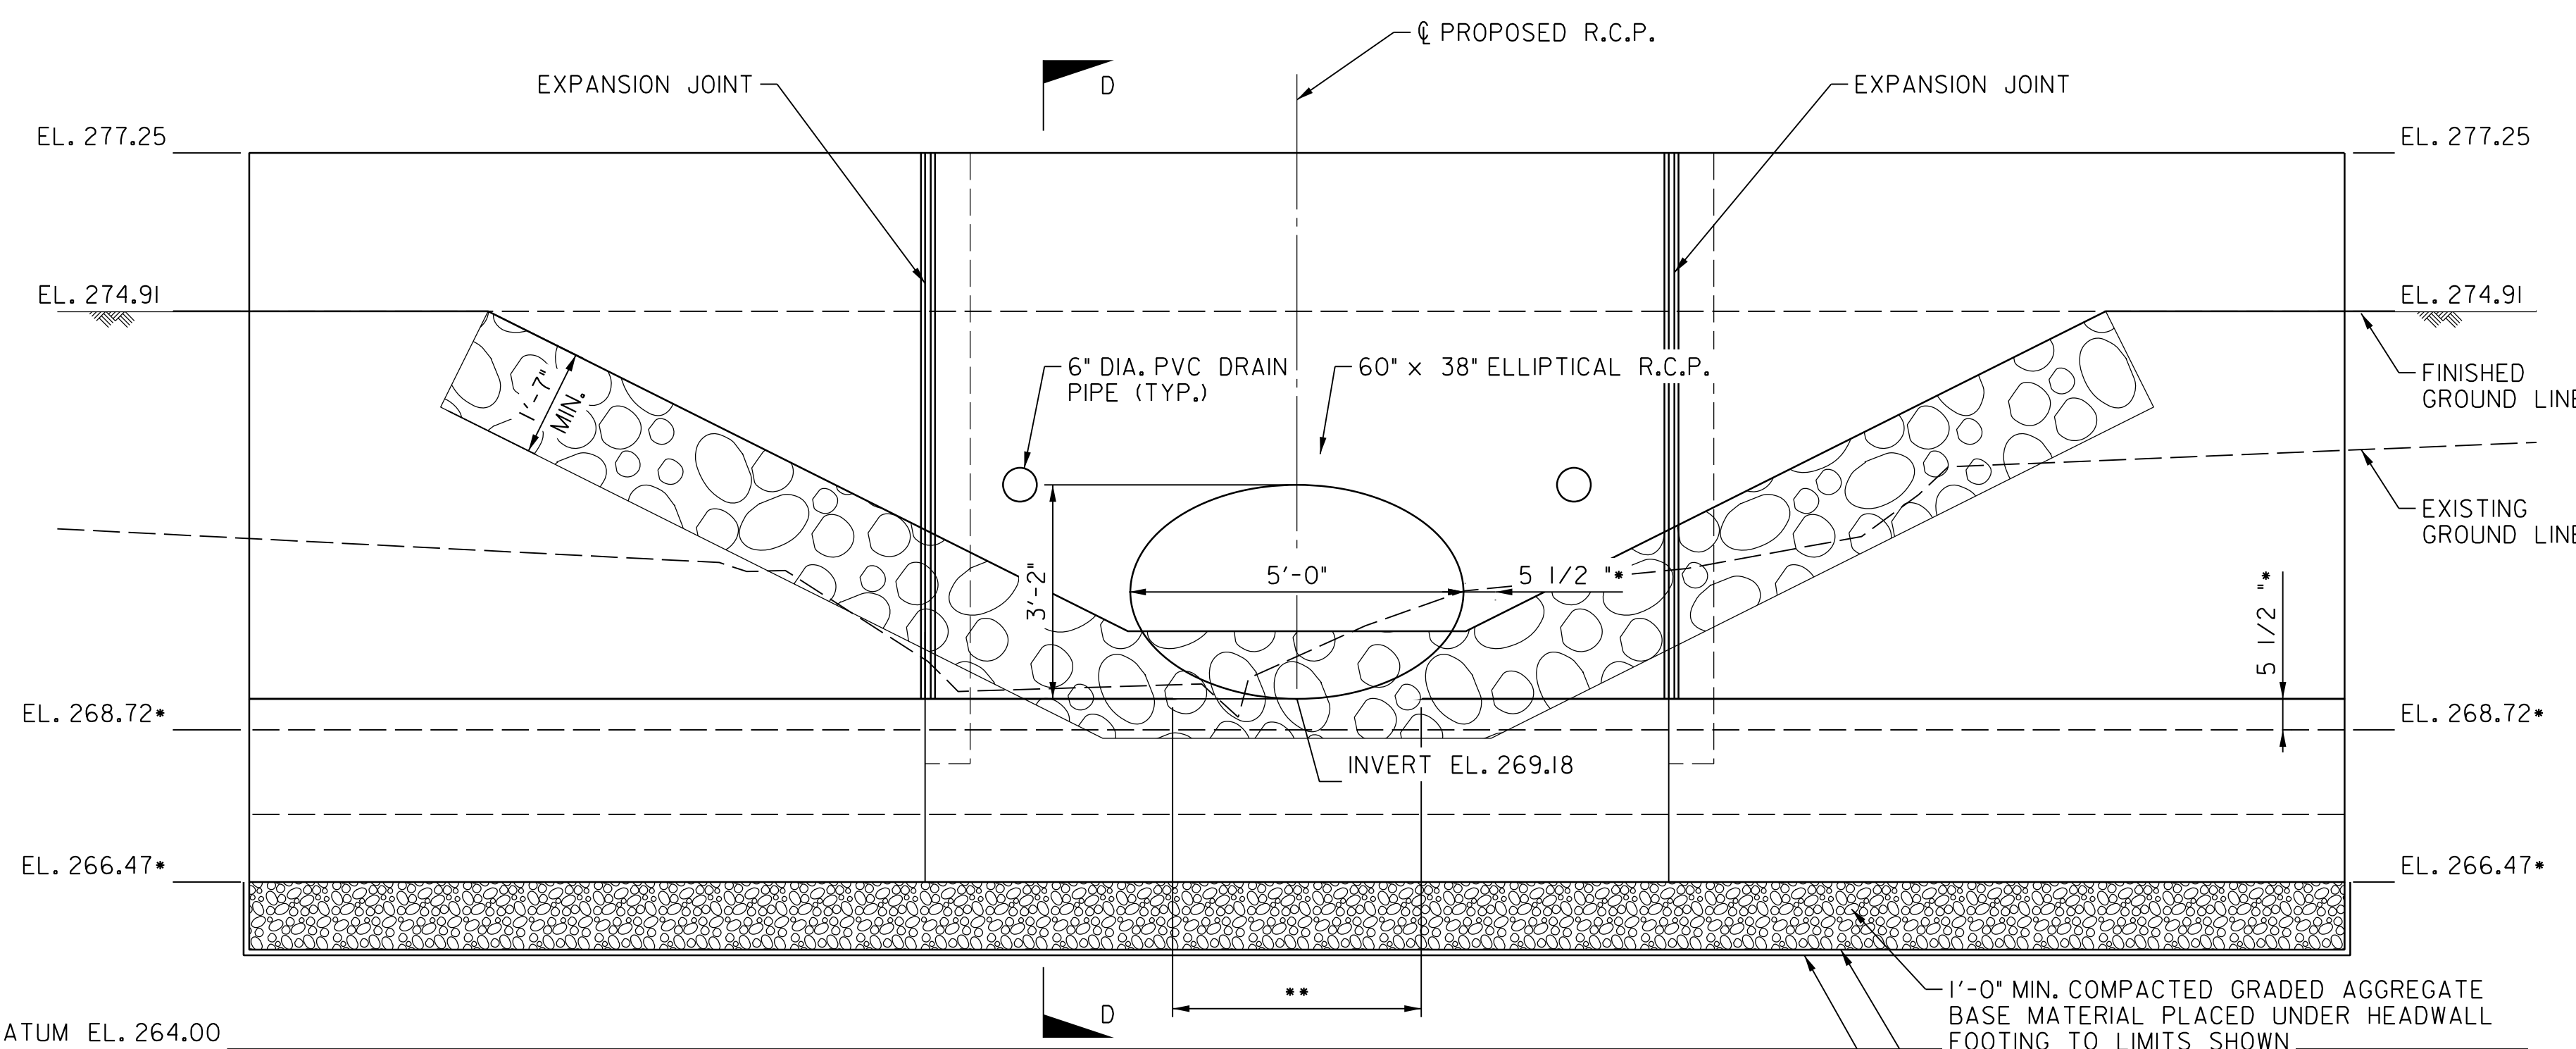 ℄ PROPOSED R.C.P.
EXPANSION JOINT
D
EXPANSION JOINT
EL. 277.25
EL. 277.25
EL. 274.91
EL. 274.91
6" DIA. PVC DRAIN
PIPE (TYP.)
60" x 38" ELLIPTICAL R.C.P.
FINISHED
GROUND LINE
1'-7"
MIN.
EXISTING
GROUND LINE
3'-2"
5'-0"
5 1/2 "*
5 1/2 "*
EL. 268.72*
EL. 268.72*
INVERT EL. 269.18
EL. 266.47*
EL. 266.47*
**
D
1'-0" MIN. COMPACTED GRADED AGGREGATE
BASE MATERIAL PLACED UNDER HEADWALL
FOOTING TO LIMITS SHOWN
ATUM EL. 264.00